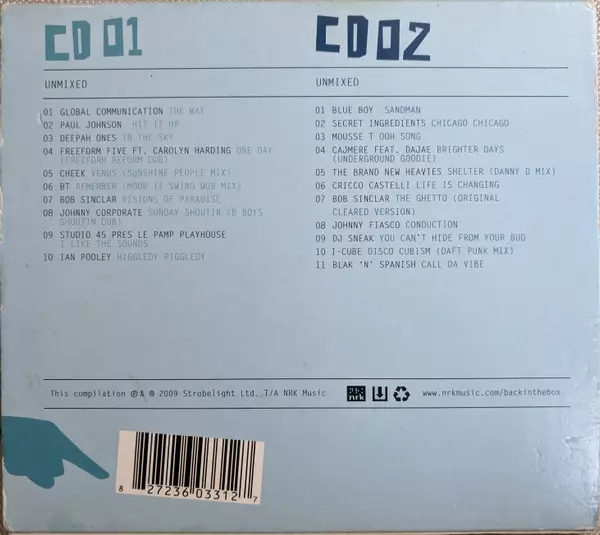 CD 01
UNMIXED
01 GLOBAL COMMUNICATION THE WAY
02 PAUL JOHNSON HIT IT UP
03 DEEPAH ONES IN THE SKY
04 FREEFORM FIVE FT. CAROLYN HARDING ONE DAY
(FREEFORM REFORM DUB)
05 CHEEK VENUS (SUNSHINE PEOPLE MIX)
06 BT REMEMBER (MOOD II SWING DUB MIX)
07 BOB SINCLAR VISIONS OF PARADISE
08 JOHNNY CORPORATE SUNDAY SHOUTIN (B BOYS
SHOUTIN DUB)
09 STUDIO 45 PRES LE PAMP PLAYHOUSE
I LIKE THE SOUNDS
10 IAN POOLEY HIGGLEDY PIGGLEDY
CD 02
UNMIXED
01 BLUE BOY SANDMAN
02 SECRET INGREDIENTS CHICAGO CHICAGO
03 MOUSSE T OOH SONG
04 CAJMERE FEAT. DAJAE BRIGHTER DAYS
(UNDERGROUND GOODIE)
05 THE BRAND NEW HEAVIES SHELTER (DANNY D MIX)
06 CRICCO CASTELLI LIFE IS CHANGING
07 BOB SINCLAR THE GHETTO (ORIGINAL
CLEARED VERSION)
08 JOHNNY FIASCO CONDUCTION
09 DJ SNEAK YOU CAN'T HIDE FROM YOUR BUD
10 I-CUBE DISCO CUBISM (DAFT PUNK MIX)
11 BLAK 'N' SPANISH CALL DA VIBE
This compilation ℗ & © 2009 Strobelight Ltd. T/A NRK Music
nrk
www.nrkmusic.com/backinthebox
8 27236 03312 7